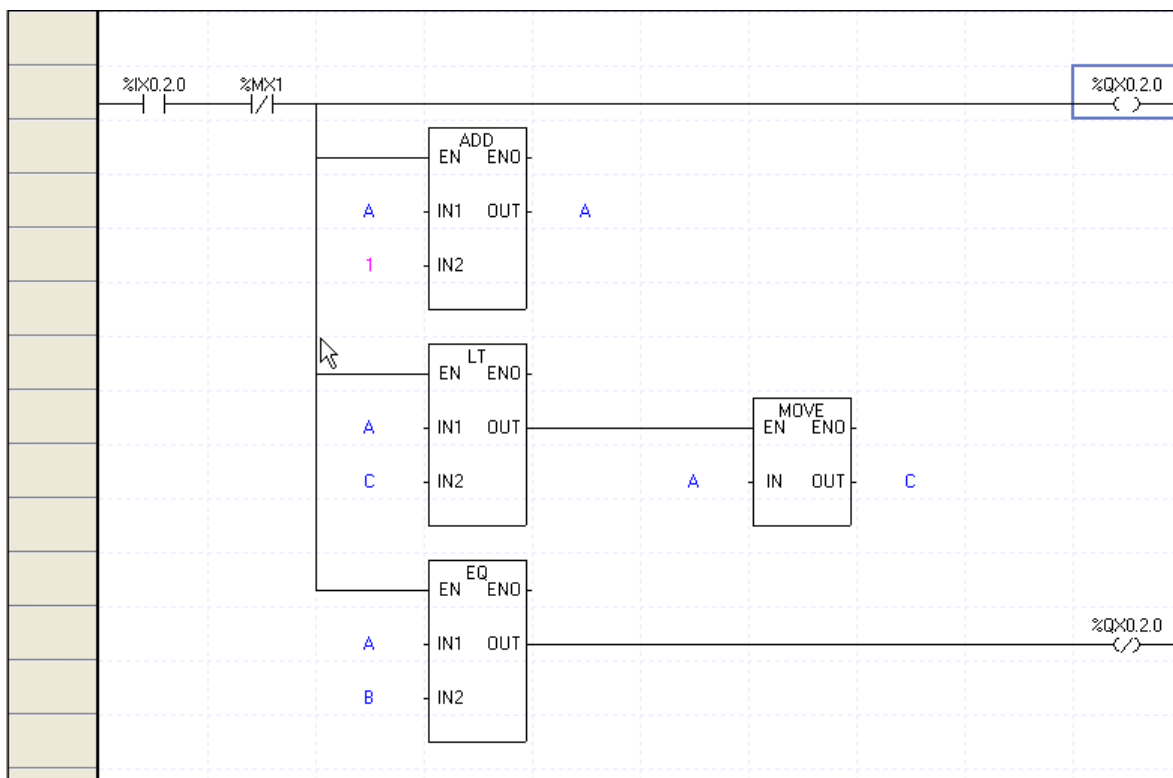 %IX0.2.0 %MX1 %QX0.2.0
ADD
EN ENO
A IN1 OUT A
1 IN2
LT
EN ENO
A IN1 OUT
MOVE
EN ENO
C IN2
A IN OUT C
EQ
EN ENO
%QX0.2.0
A IN1 OUT
B IN2